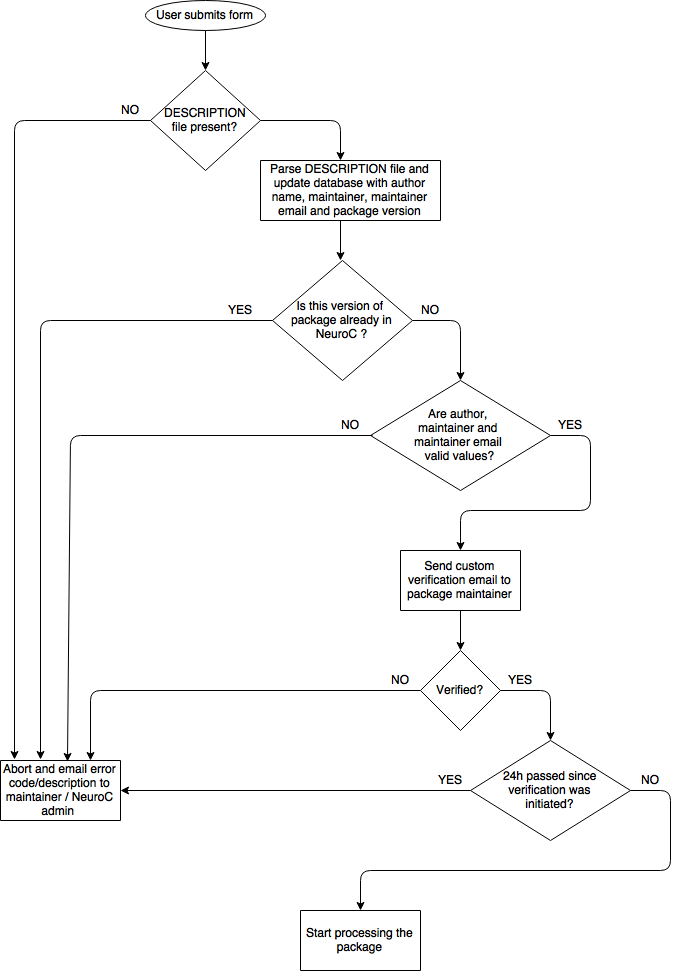 User submits form
NO
DESCRIPTION
file present?
Parse DESCRIPTION file and
update database with author
name, maintainer, maintainer
email and package version
YES
Is this version of
package already in
NeuroC ?
NO
NO
Are author,
maintainer and
maintainer email
valid values?
YES
Send custom
verification email to
package maintainer
NO
Verified?
YES
Abort and email error
code/description to
maintainer / NeuroC
admin
YES
24h passed since
verification was
initiated?
NO
Start processing the
package